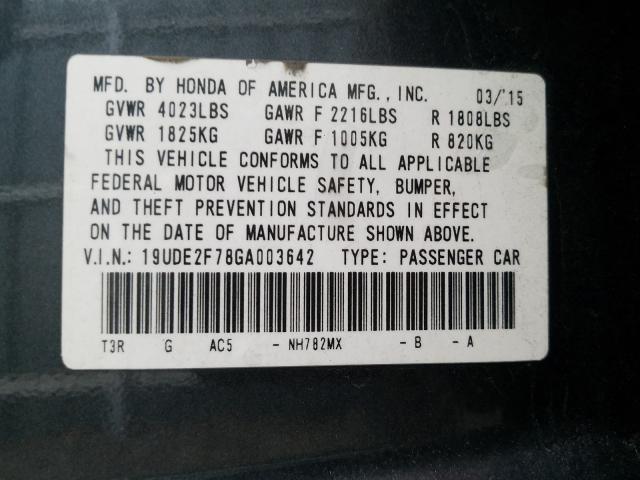 MFD. BY HONDA OF AMERICA MFG., INC. 03/'15
GVWR 4023LBS GAWR F 2216LBS R 1808LBS
GVWR 1825KG GAWR F 1005KG R 820KG
THIS VEHICLE CONFORMS TO ALL APPLICABLE
FEDERAL MOTOR VEHICLE SAFETY, BUMPER,
AND THEFT PREVENTION STANDARDS IN EFFECT
ON THE DATE OF MANUFACTURE SHOWN ABOVE.
V.I.N.: 19UDE2F78GA003642 TYPE: PASSENGER CAR
T3R G AC5 - NH782MX - B - A